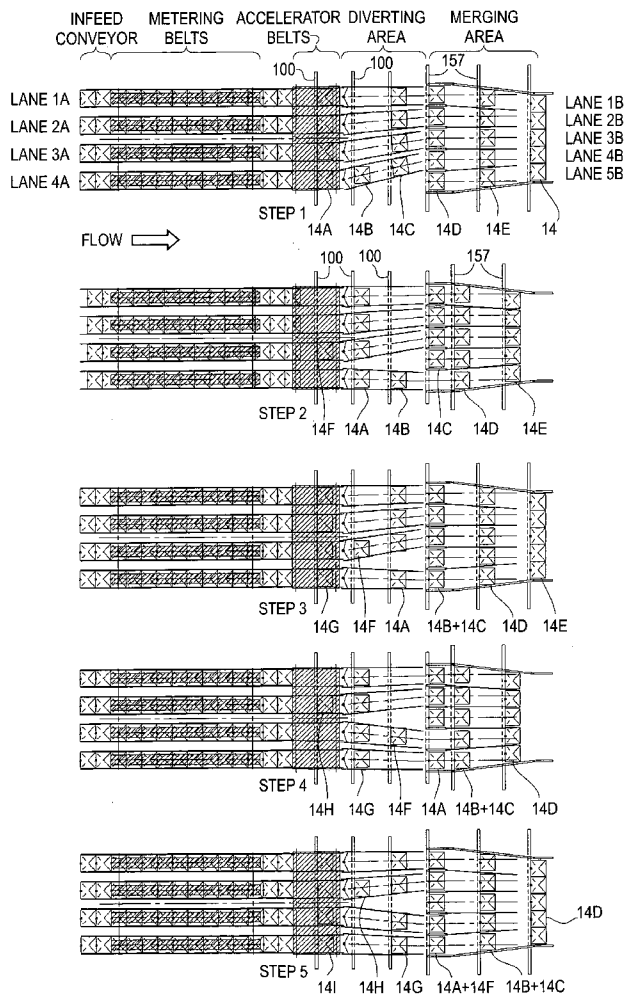 INFEED CONVEYOR
METERING BELTS
ACCELERATOR BELTS
DIVERTING AREA
MERGING AREA
100 100 157
LANE 1A
LANE 2A
LANE 3A
LANE 4A
LANE 1B
LANE 2B
LANE 3B
LANE 4B
LANE 5B
STEP 1
14A 14B 14C 14D 14E 14
FLOW
100 100 157
STEP 2
14F 14A 14B 14C 14D 14E
STEP 3
14G 14F 14A 14B+14C 14D 14E
STEP 4
14H 14G 14F 14A 14B+14C 14D
14D
STEP 5
14I 14H 14G 14A+14F 14B+14C